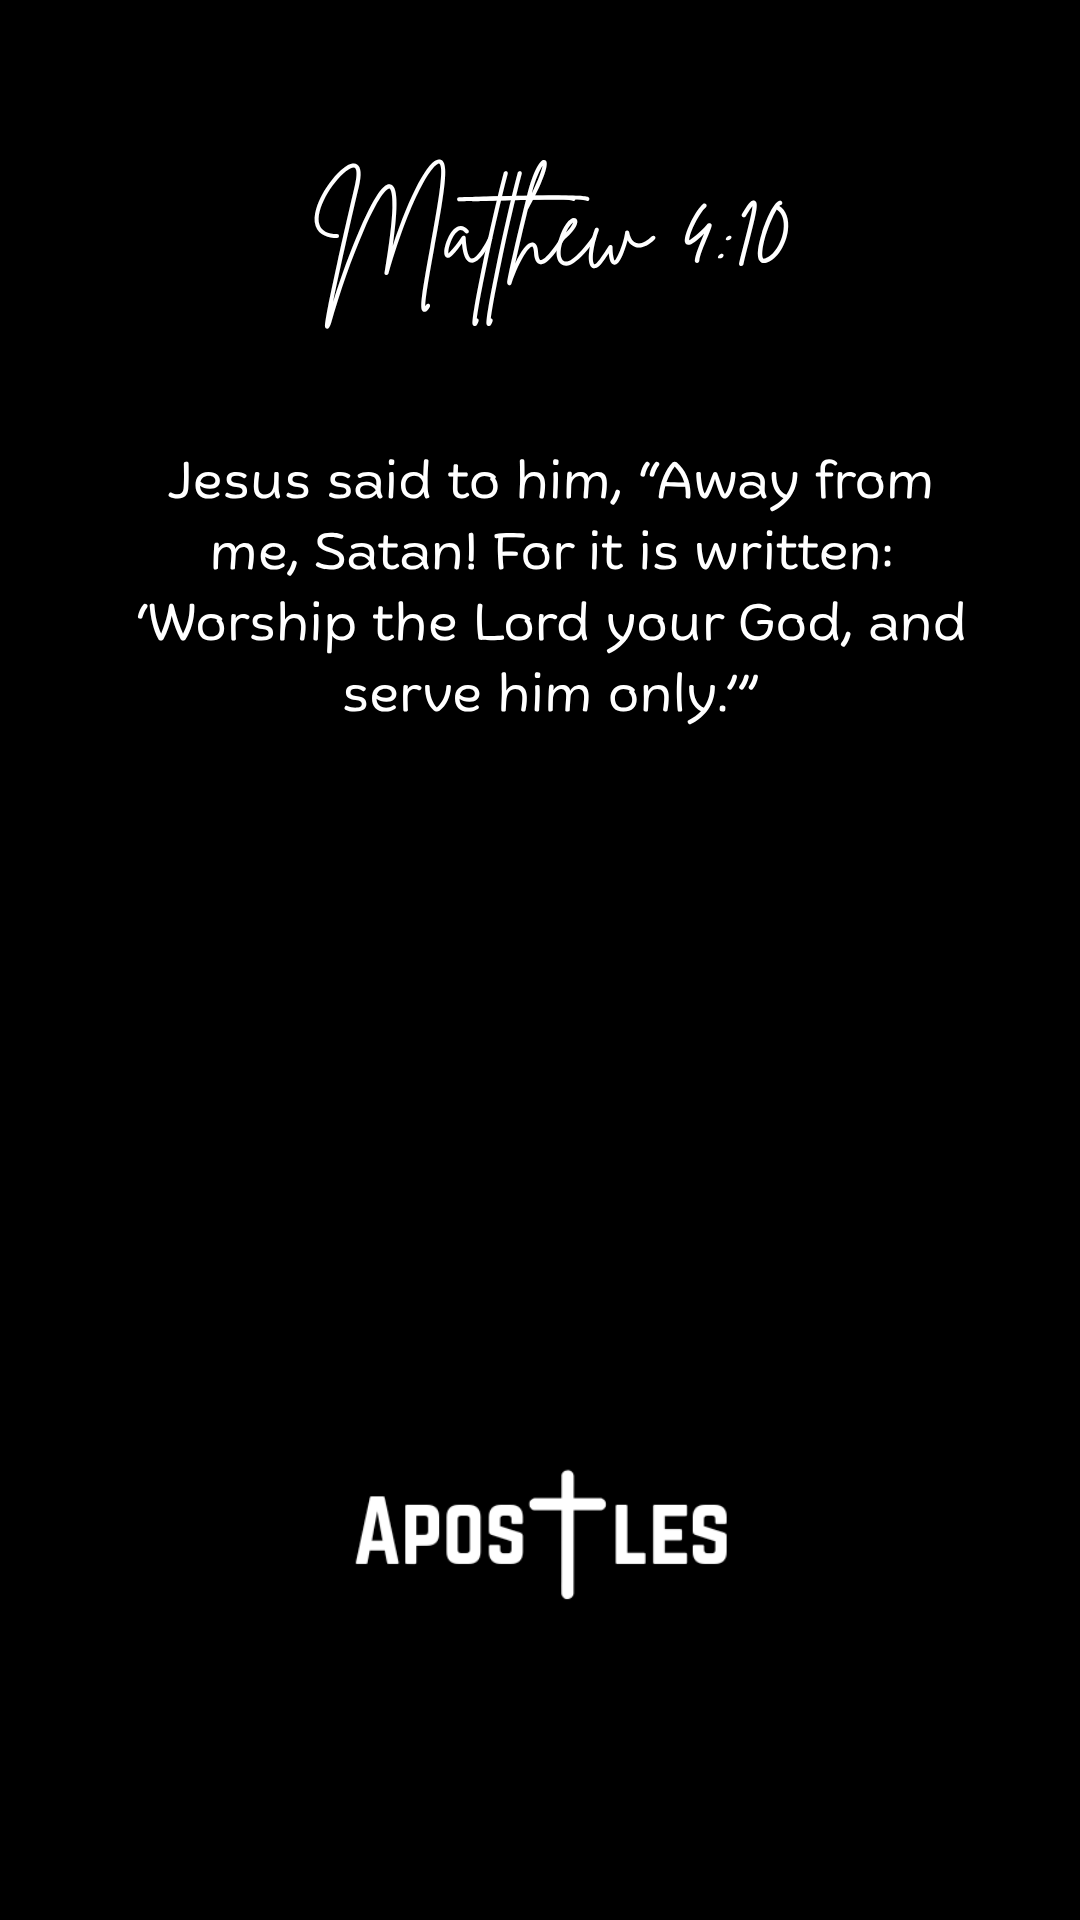 Matthew 4:10
Jesus said to him, “Away from
me, Satan! For it is written:
‘Worship the Lord your God, and
serve him only.’”
APOSTLES